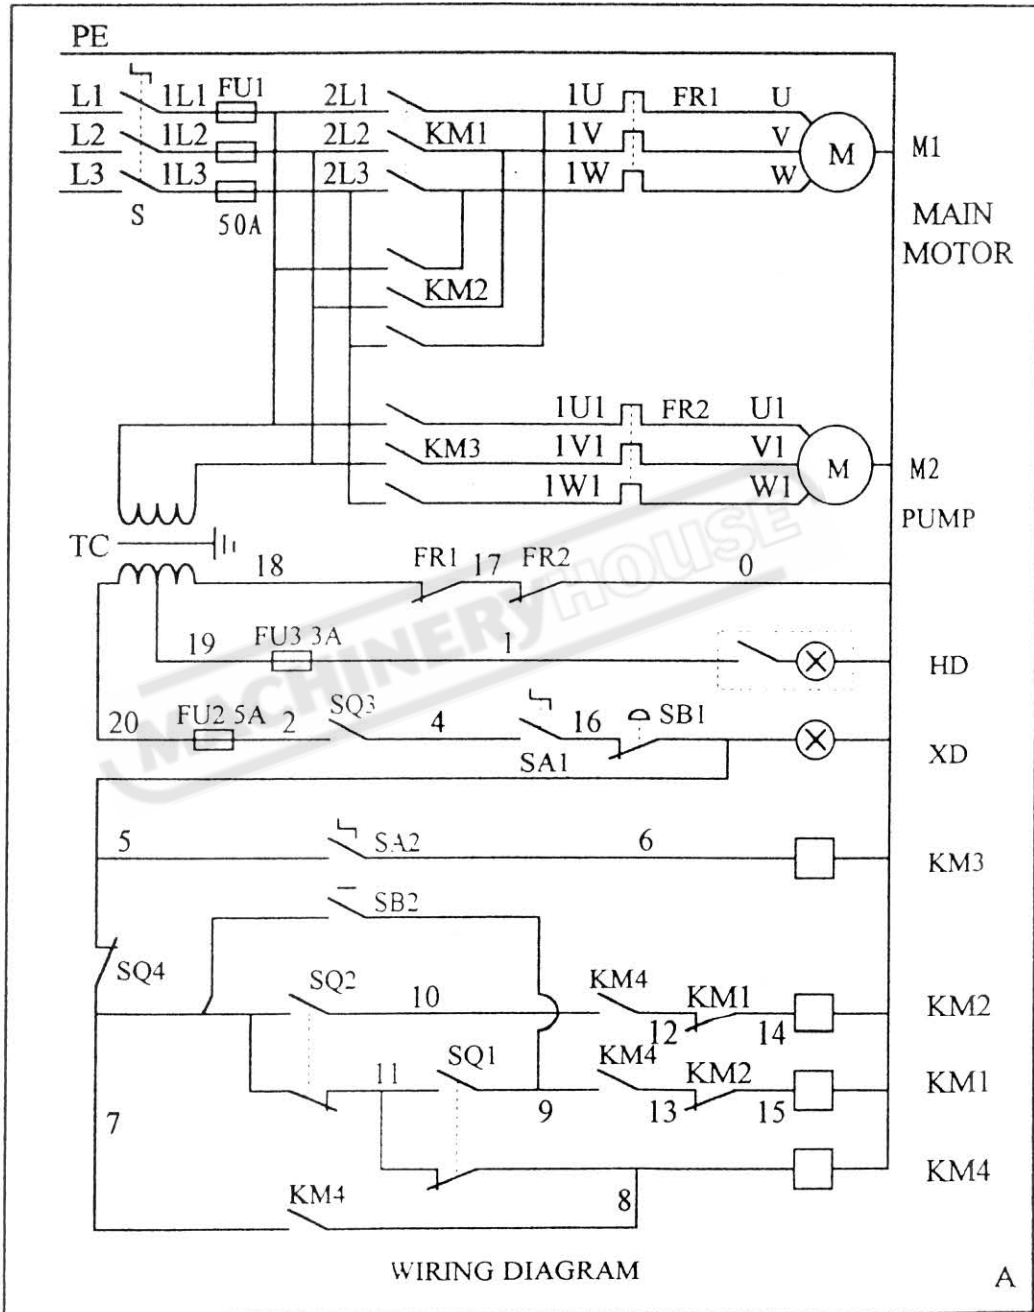 PE
L1 1L1 FU1 2L1 1U FR1 U
L2 1L2 2L2 KM1 1V V M M1
L3 1L3 2L3 1W W
S 50A MAIN
MOTOR
KM2
1U1 FR2 U1
KM3 1V1 V1 M M2
1W1 W1
PUMP
TC
18 FR1 17 FR2 0
MACHINERYHOUSE
19 FU3 3A 1 HD
20 FU2 5A 2 SQ3 4 16 SB1 XD
SA1
5 SA2 6 KM3
SB2
SQ4 SQ2 10 KM4 KM1 KM2
12 14
11 SQ1 KM4 KM2 KM1
7 9 13 15
KM4 8 KM4
WIRING DIAGRAM A